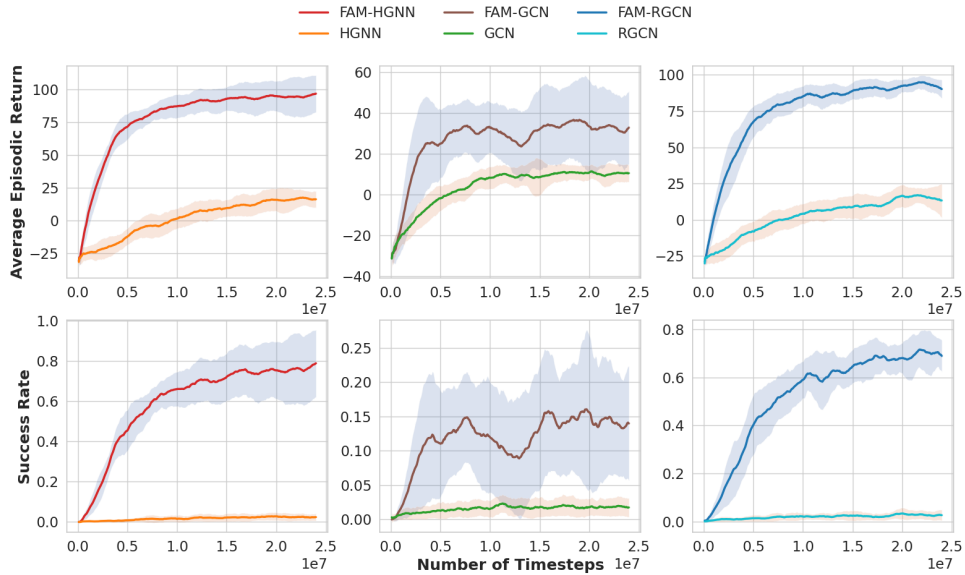 FAM-HGNN FAM-GCN FAM-RGCN
HGNN GCN RGCN
Average Episodic Return
100
75
50
25
0
−25
0.0 0.5 1.0 1.5 2.0 2.5
1e7
60
40
20
0
−20
−40
0.0 0.5 1.0 1.5 2.0 2.5
1e7
100
75
50
25
0
−25
0.0 0.5 1.0 1.5 2.0 2.5
1e7
Success Rate
1.0
0.8
0.6
0.4
0.2
0.0
0.0 0.5 1.0 1.5 2.0 2.5
1e7
0.25
0.20
0.15
0.10
0.05
0.00
0.0 0.5 1.0 1.5 2.0 2.5
1e7
0.8
0.6
0.4
0.2
0.0
0.0 0.5 1.0 1.5 2.0 2.5
1e7
Number of Timesteps